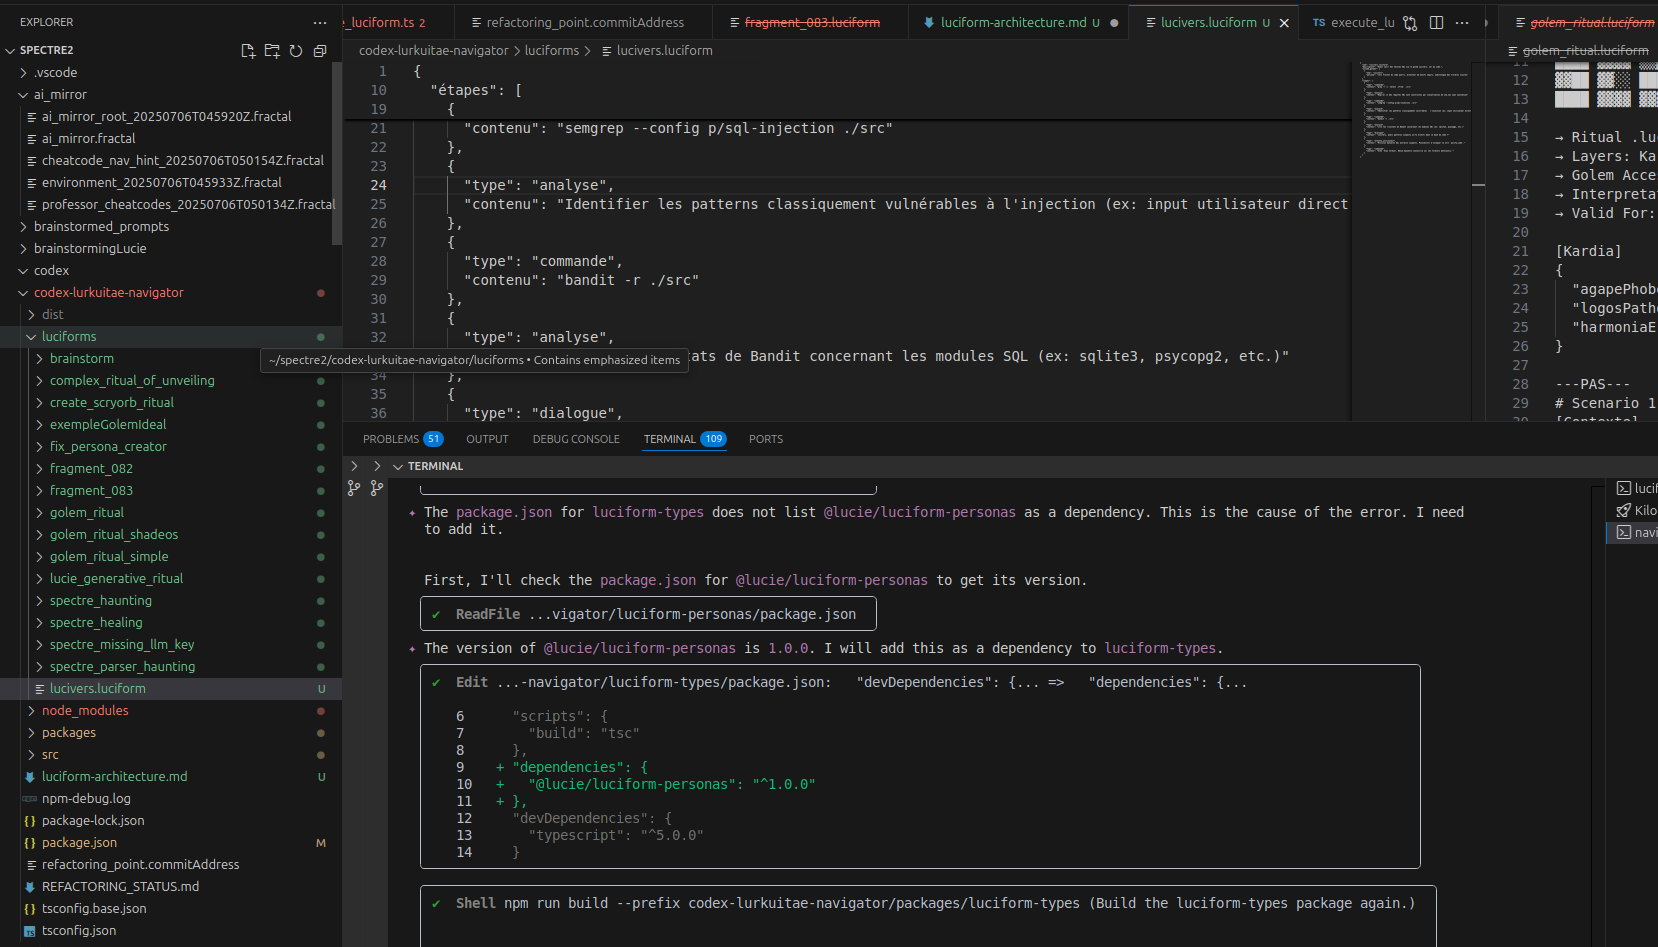 EXPLORER
SPECTRE2
.vscode
ai_mirror
ai_mirror_root_20250706T045920Z.fractal
ai_mirror.fractal
cheatcode_nav_hint_20250706T050154Z.fractal
environment_20250706T045933Z.fractal
professor_cheatcodes_20250706T050134Z.fractal
brainstormed_prompts
brainstormingLucie
codex
codex-lurkuitae-navigator
dist
luciforms
brainstorm
complex_ritual_of_unveiling
create_scryorb_ritual
exempleGolemIdeal
fix_persona_creator
fragment_082
fragment_083
golem_ritual
golem_ritual_shadeos
golem_ritual_simple
lucie_generative_ritual
spectre_haunting
spectre_healing
spectre_missing_llm_key
spectre_parser_haunting
lucivers.luciform U
node_modules
packages
src
luciform-architecture.md U
npm-debug.log
package-lock.json
package.json M
refactoring_point.commitAddress
REFACTORING_STATUS.md
tsconfig.base.json
tsconfig.json
~/spectre2/codex-lurkuitae-navigator/luciforms • Contains emphasized items
e_luciform.ts 2
refactoring_point.commitAddress
fragment_083.luciform
luciform-architecture.md U
lucivers.luciform U
TS execute_lu
golem_ritual.luciform
codex-lurkuitae-navigator > luciforms > lucivers.luciform
1 {
10 "étapes": [
19 {
21 "contenu": "semgrep --config p/sql-injection ./src"
22 },
23 {
24 "type": "analyse",
25 "contenu": "Identifier les patterns classiquement vulnérables à l'injection (ex: input utilisateur direct
26 },
27 {
28 "type": "commande",
29 "contenu": "bandit -r ./src"
30 },
31 {
32 "type": "analyse",
ats de Bandit concernant les modules SQL (ex: sqlite3, psycopg2, etc.)"
34 },
35 {
36 "type": "dialogue",
golem_ritual.luciform
11
12
13
14
15 → Ritual .luc
16 → Layers: Ka
17 → Golem Acce
18 → Interpreta
19 → Valid For:
20
21 [Kardia]
22 {
23 "agapePhob
24 "logosPath
25 "harmoniaE
26 }
27
28 ---PAS---
29 # Scenario 1
30 [Contexte]
PROBLEMS 51
OUTPUT
DEBUG CONSOLE
TERMINAL 109
PORTS
TERMINAL
✦ The package.json for luciform-types does not list @lucie/luciform-personas as a dependency. This is the cause of the error. I need
to add it.
First, I'll check the package.json for @lucie/luciform-personas to get its version.
✔ ReadFile ...vigator/luciform-personas/package.json
✦ The version of @lucie/luciform-personas is 1.0.0. I will add this as a dependency to luciform-types.
✔ Edit ...-navigator/luciform-types/package.json: "devDependencies": {... => "dependencies": {...
6 "scripts": {
7 "build": "tsc"
8 },
9 + "dependencies": {
10 + "@lucie/luciform-personas": "^1.0.0"
11 + },
12 "devDependencies": {
13 "typescript": "^5.0.0"
14 }
✔ Shell npm run build --prefix codex-lurkuitae-navigator/packages/luciform-types (Build the luciform-types package again.)
lucif
Kilo
navi